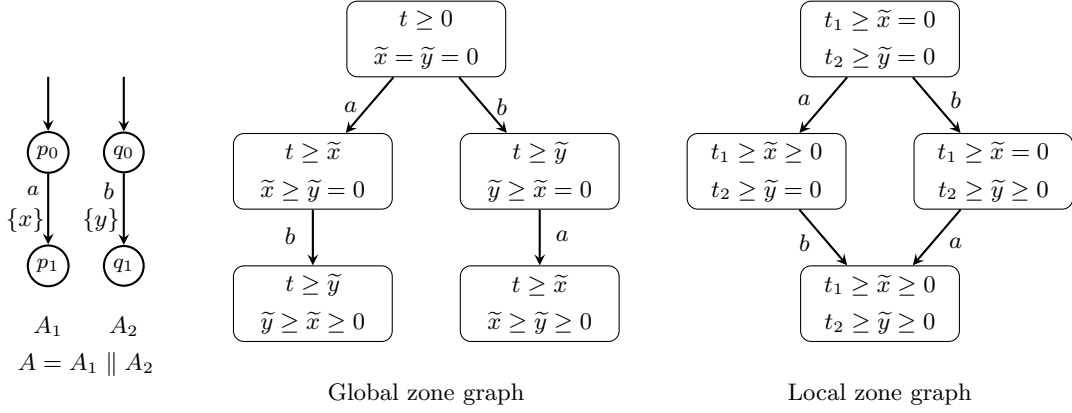 p₀
a
{x}
p₁
A₁
q₀
b
{y}
q₁
A₂
A = A₁ ∥ A₂
t ≥ 0
x̃ = ỹ = 0
a
b
t ≥ x̃
x̃ ≥ ỹ = 0
t ≥ ỹ
ỹ ≥ x̃ = 0
b
a
t ≥ ỹ
ỹ ≥ x̃ ≥ 0
t ≥ x̃
x̃ ≥ ỹ ≥ 0
Global zone graph
t₁ ≥ x̃ = 0
t₂ ≥ ỹ = 0
a
b
t₁ ≥ x̃ ≥ 0
t₂ ≥ ỹ = 0
t₁ ≥ x̃ = 0
t₂ ≥ ỹ ≥ 0
b
a
t₁ ≥ x̃ ≥ 0
t₂ ≥ ỹ ≥ 0
Local zone graph